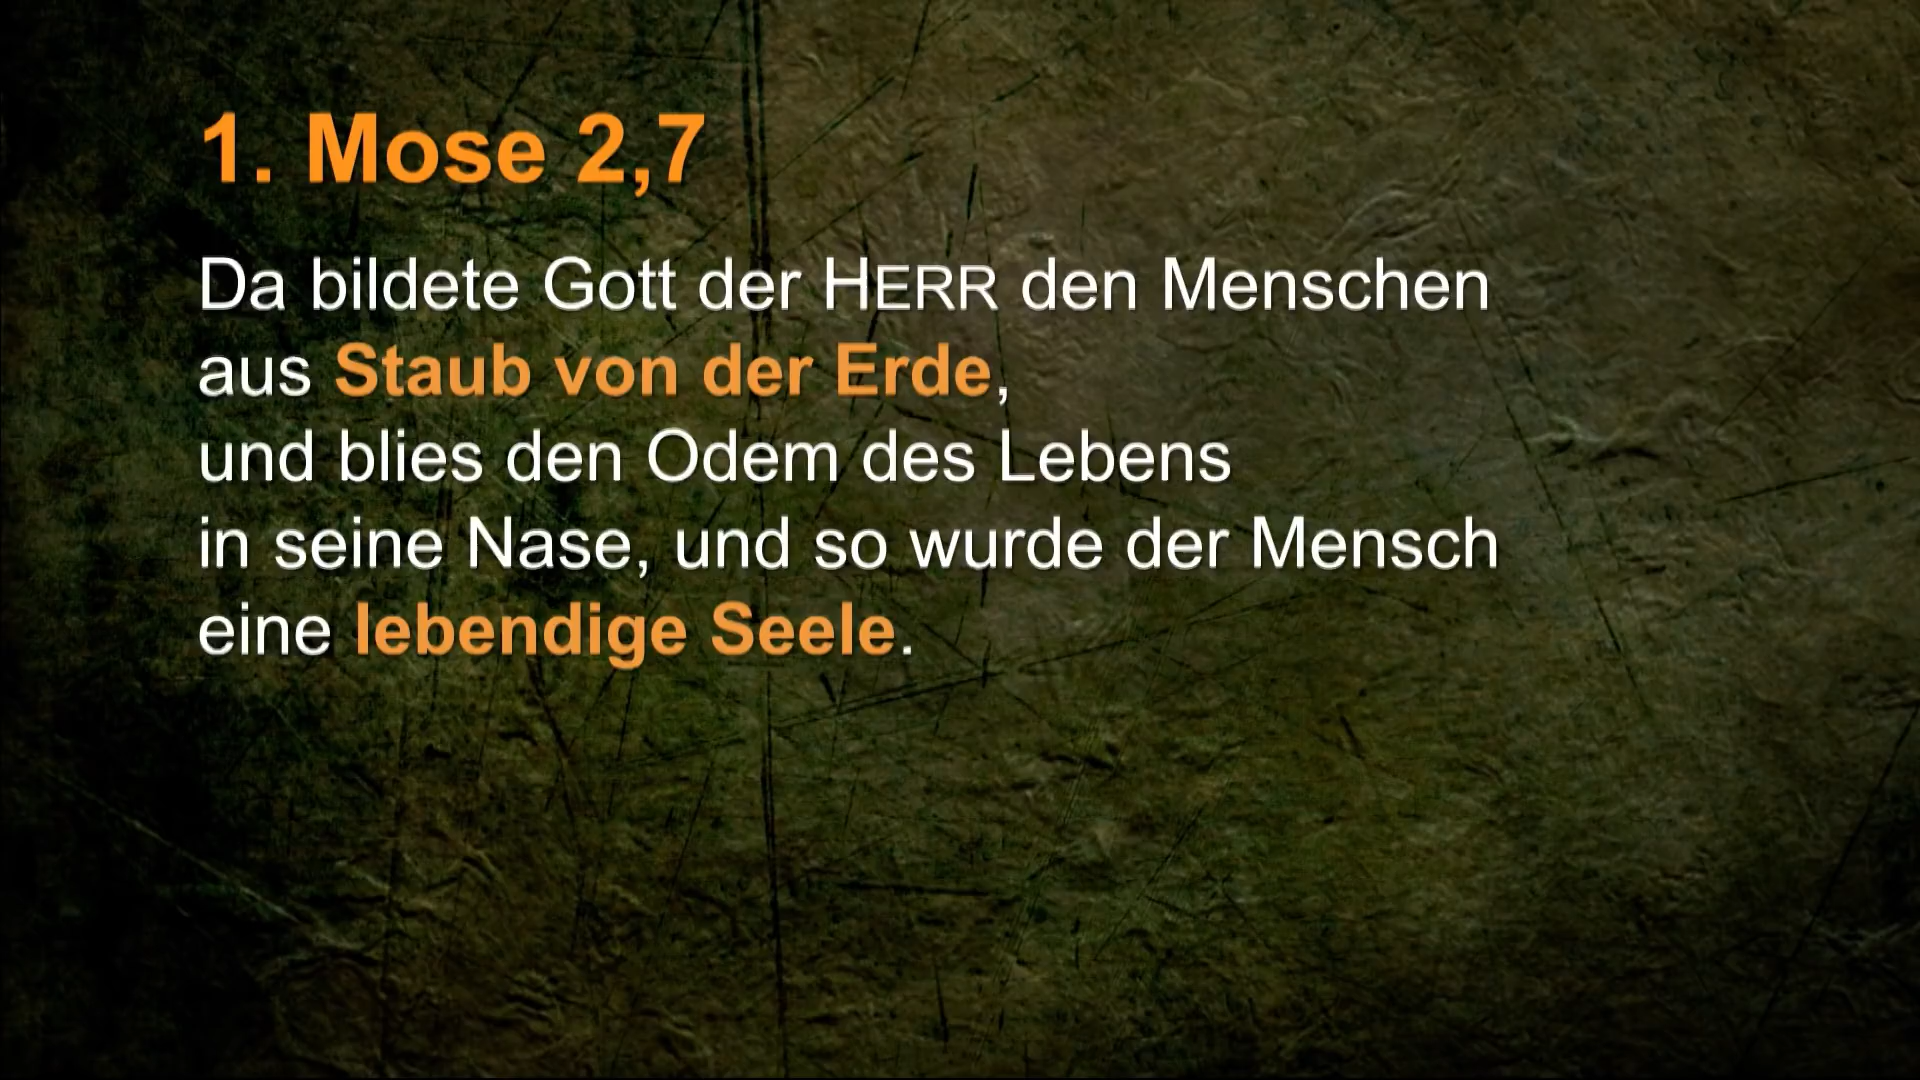 1. Mose 2,7
Da bildete Gott der HERR den Menschen
aus Staub von der Erde,
und blies den Odem des Lebens
in seine Nase, und so wurde der Mensch
eine lebendige Seele.